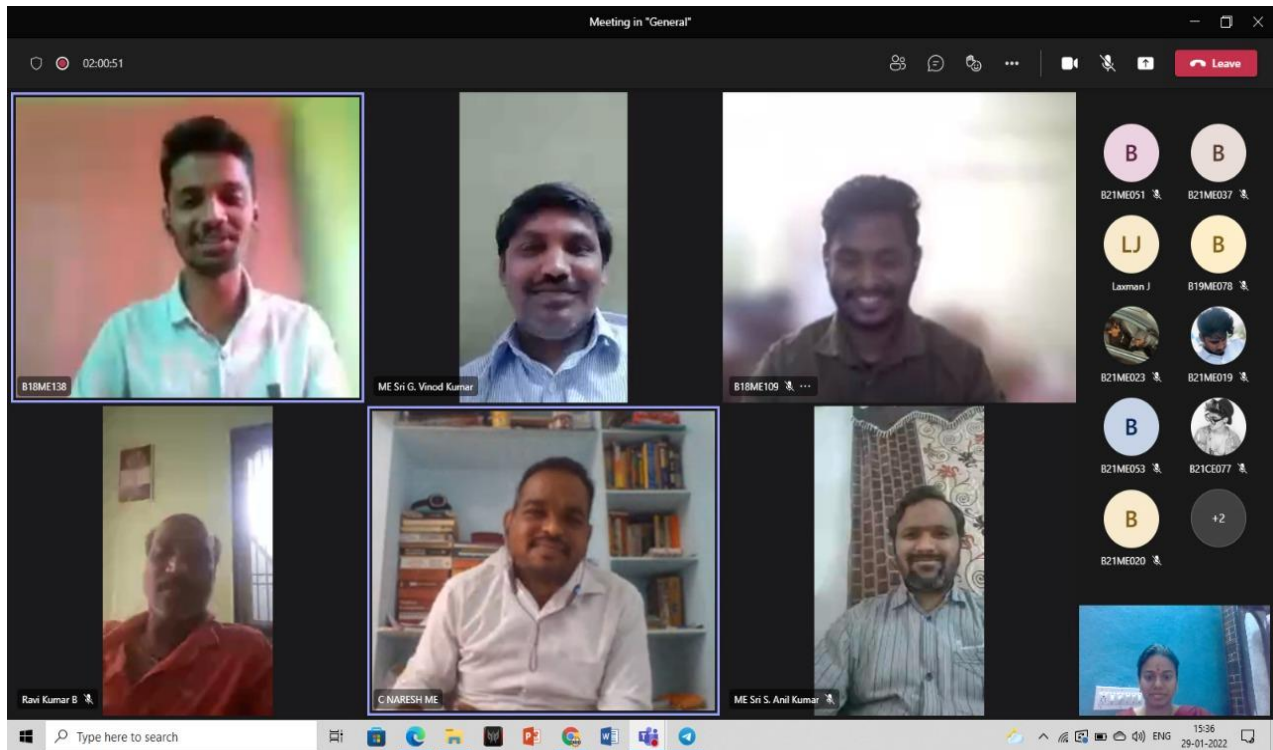 Meeting in "General"
02:00:51
Leave
B18ME138
ME Sri G. Vinod Kumar
B18ME109
Ravi Kumar B
C NARESH ME
ME Sri S. Anil Kumar
B
B21ME051
B
B21ME037
LJ
Laxman J
B
B19ME078
B21ME023
B21ME019
B
B21ME053
B21CE077
B
B21ME020
+2
Type here to search
ENG
15:36
29-01-2022